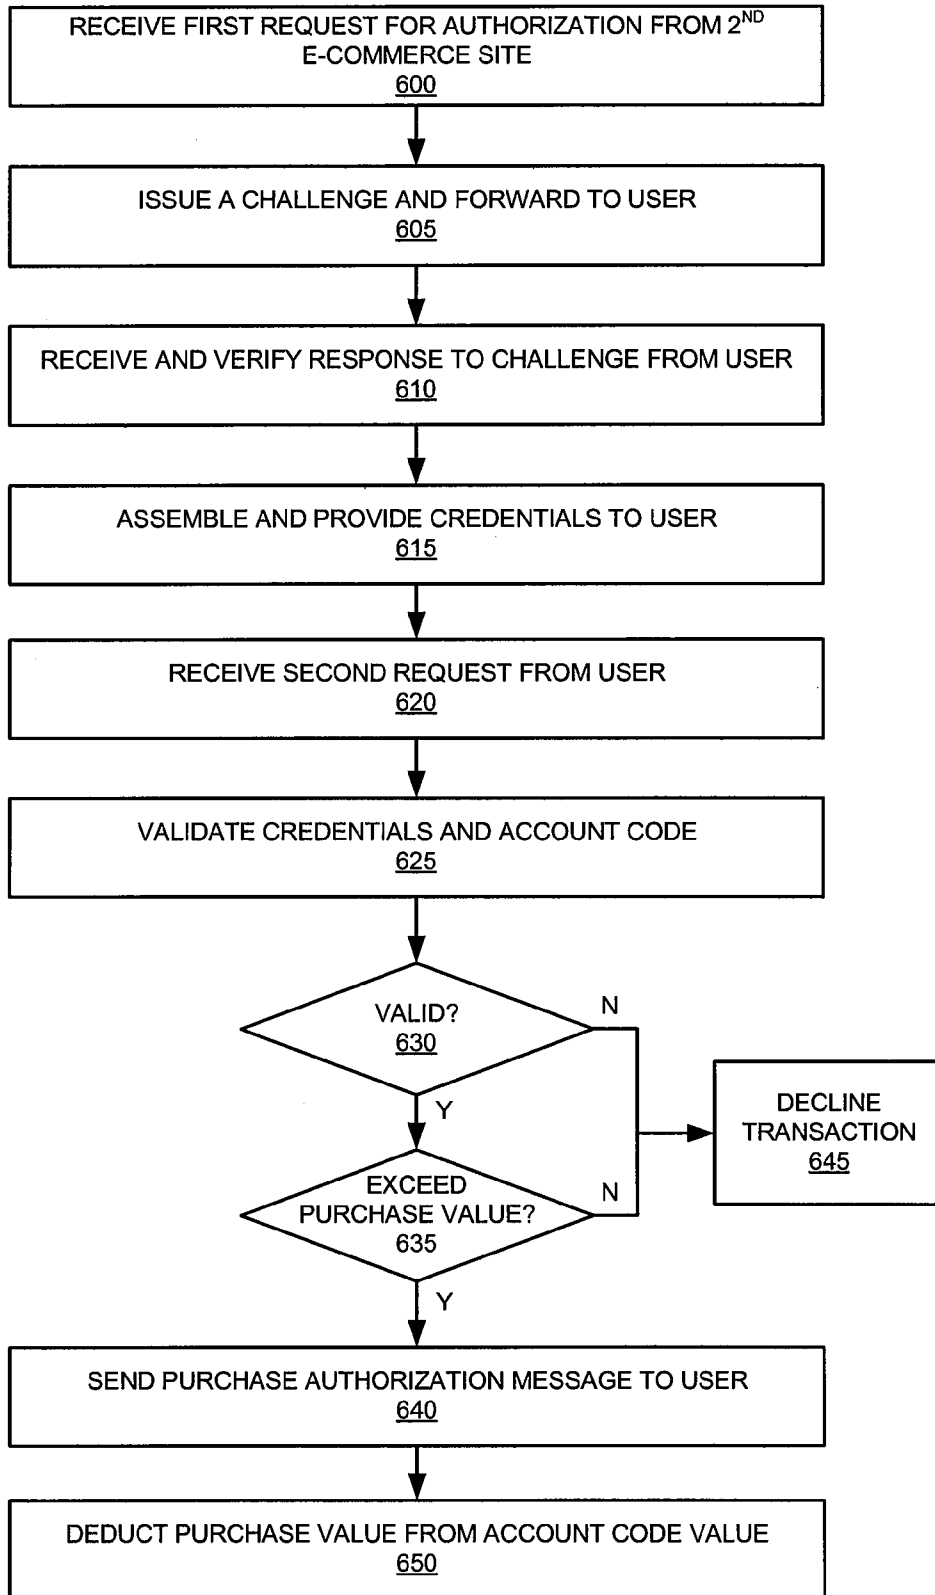 RECEIVE FIRST REQUEST FOR AUTHORIZATION FROM 2ND
E-COMMERCE SITE
600
ISSUE A CHALLENGE AND FORWARD TO USER
605
RECEIVE AND VERIFY RESPONSE TO CHALLENGE FROM USER
610
ASSEMBLE AND PROVIDE CREDENTIALS TO USER
615
RECEIVE SECOND REQUEST FROM USER
620
VALIDATE CREDENTIALS AND ACCOUNT CODE
625
VALID?
630
N
Y
DECLINE
TRANSACTION
645
EXCEED
PURCHASE VALUE?
635
N
Y
SEND PURCHASE AUTHORIZATION MESSAGE TO USER
640
DEDUCT PURCHASE VALUE FROM ACCOUNT CODE VALUE
650